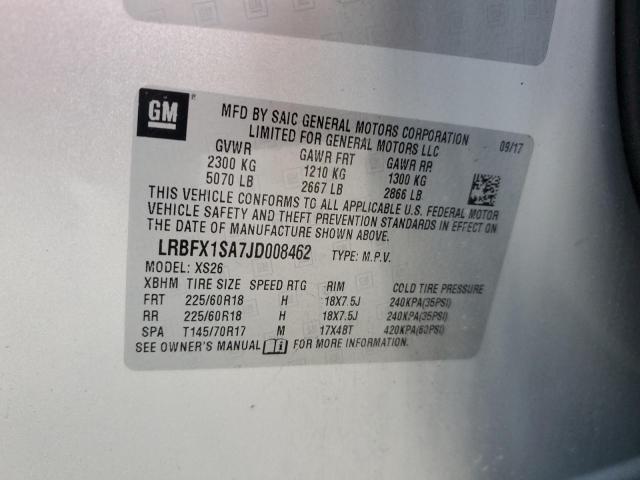 GM
MFD BY SAIC GENERAL MOTORS CORPORATION
LIMITED FOR GENERAL MOTORS LLC
09/17
GVWR GAWR FRT GAWR RR
2300 KG 1210 KG 1300 KG
5070 LB 2667 LB 2866 LB
THIS VEHICLE CONFORMS TO ALL APPLICABLE U.S. FEDERAL MOTOR
VEHICLE SAFETY AND THEFT PREVENTION STANDARDS IN EFFECT ON
THE DATE OF MANUFACTURE SHOWN ABOVE.
LRBFX1SA7JD008462 TYPE: M.P.V.
MODEL: XS26
XBHM TIRE SIZE SPEED RTG RIM COLD TIRE PRESSURE
FRT 225/60R18 H 18X7.5J 240KPA(35PSI)
RR 225/60R18 H 18X7.5J 240KPA(35PSI)
SPA T145/70R17 M 17X4BT 420KPA(60PSI)
SEE OWNER'S MANUAL FOR MORE INFORMATION.